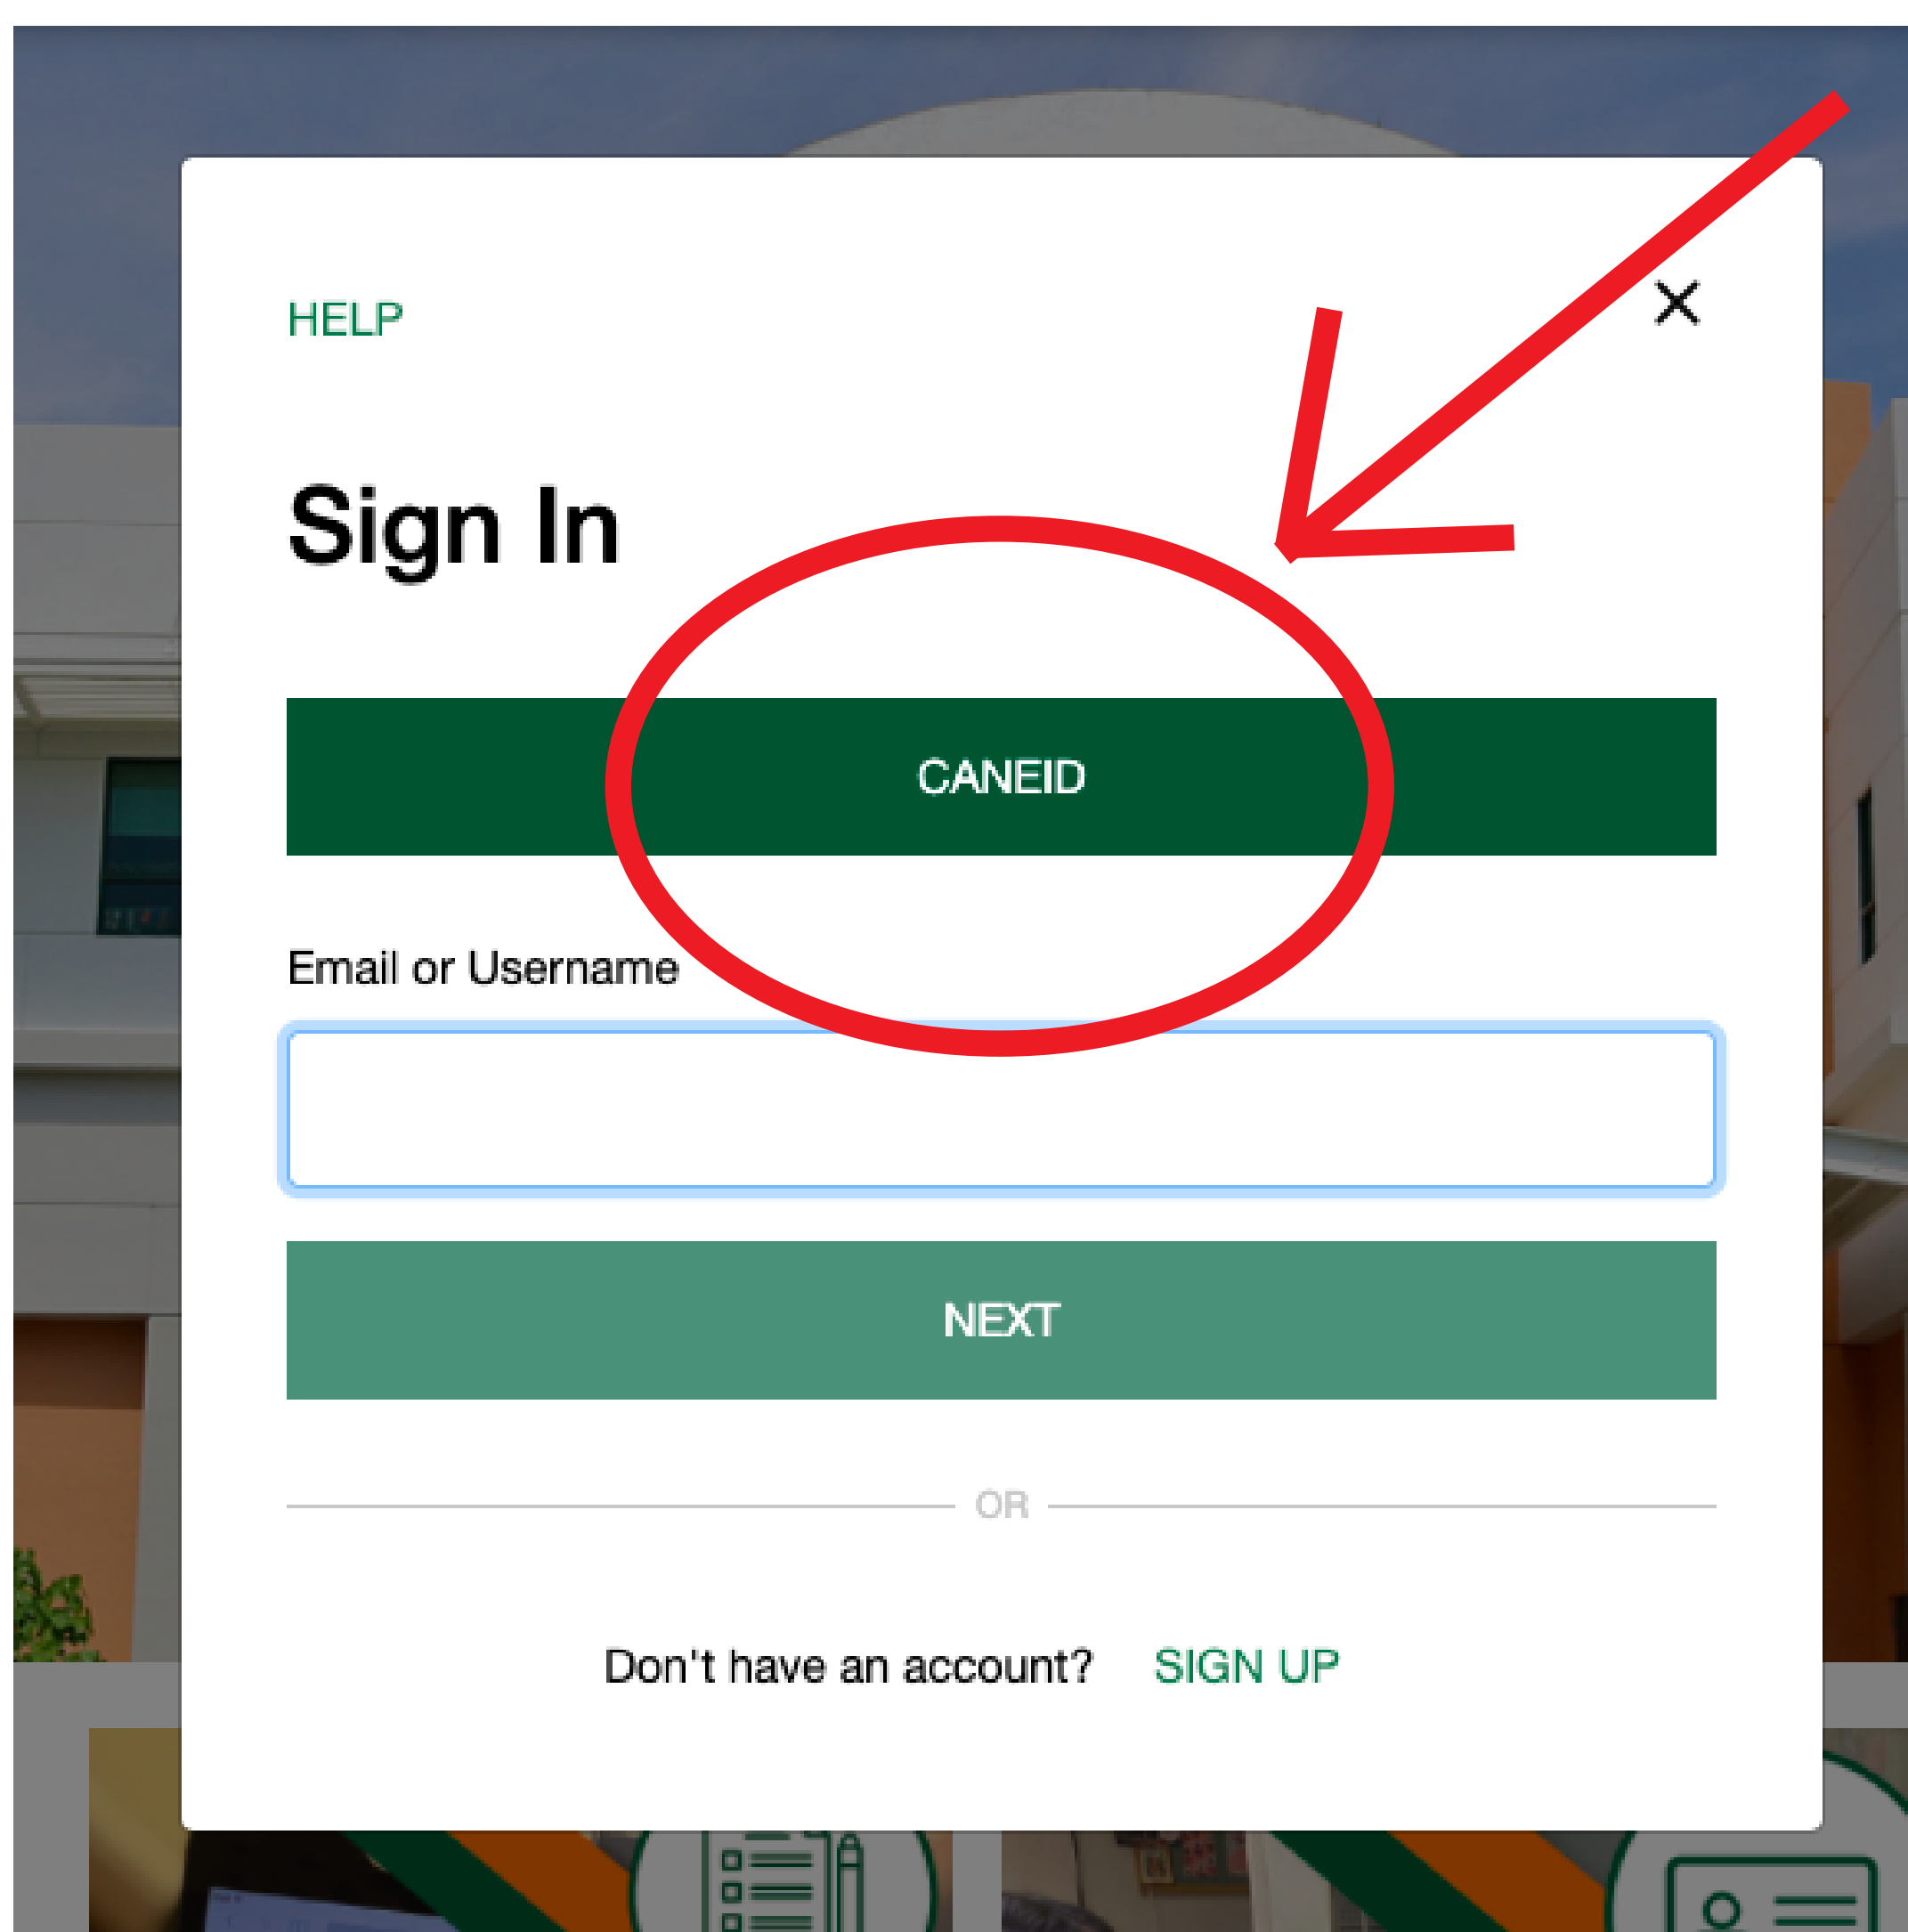 HELP
Sign In
CANEID
Email or Username
NEXT
OR
Don't have an account? SIGN UP